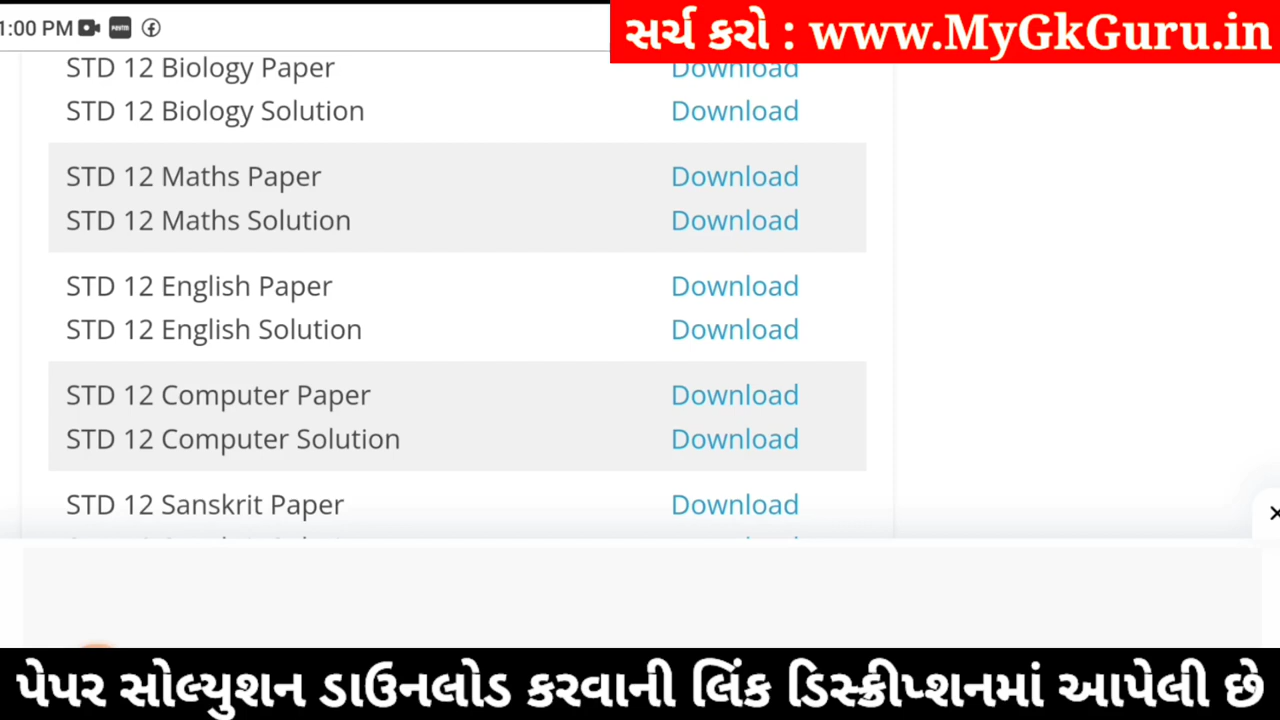 1:00 PM
સર્ચ કરો : www.MyGkGuru.in
STD 12 Biology Paper Download
STD 12 Biology Solution Download
STD 12 Maths Paper Download
STD 12 Maths Solution Download
STD 12 English Paper Download
STD 12 English Solution Download
STD 12 Computer Paper Download
STD 12 Computer Solution Download
STD 12 Sanskrit Paper Download
પેપર સોલ્યુશન ડાઉનલોડ કરવાની લિંક ડિસ્ક્રીપ્શનમાં આપેલી છે